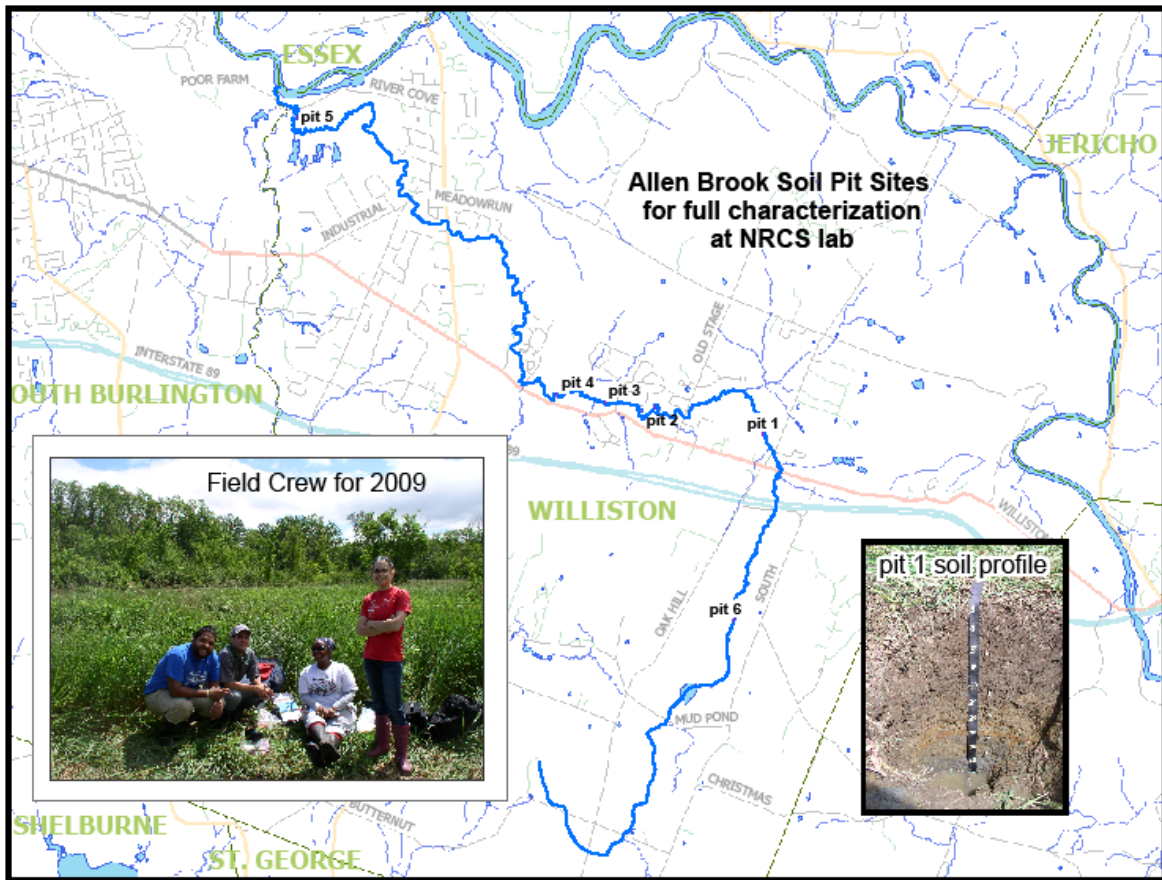 ESSEX
POOR FARM
RIVER COVE
pit 5
JERICHO
Allen Brook Soil Pit Sites
for full characterization
at NRCS lab
MEADOWRUN
INDUSTRIAL
OLD STAGE
INTERSTATE 89
OUTH BURLINGTON
pit 4
pit 3
pit 2
pit 1
89
WILLISTON
WILLISTON
Field Crew for 2009
pit 1 soil profile
SOUTH
OAK HILL
pit 6
MUD POND
CHRISTMAS
BUTTERNUT
SHELBURNE
ST. GEORGE